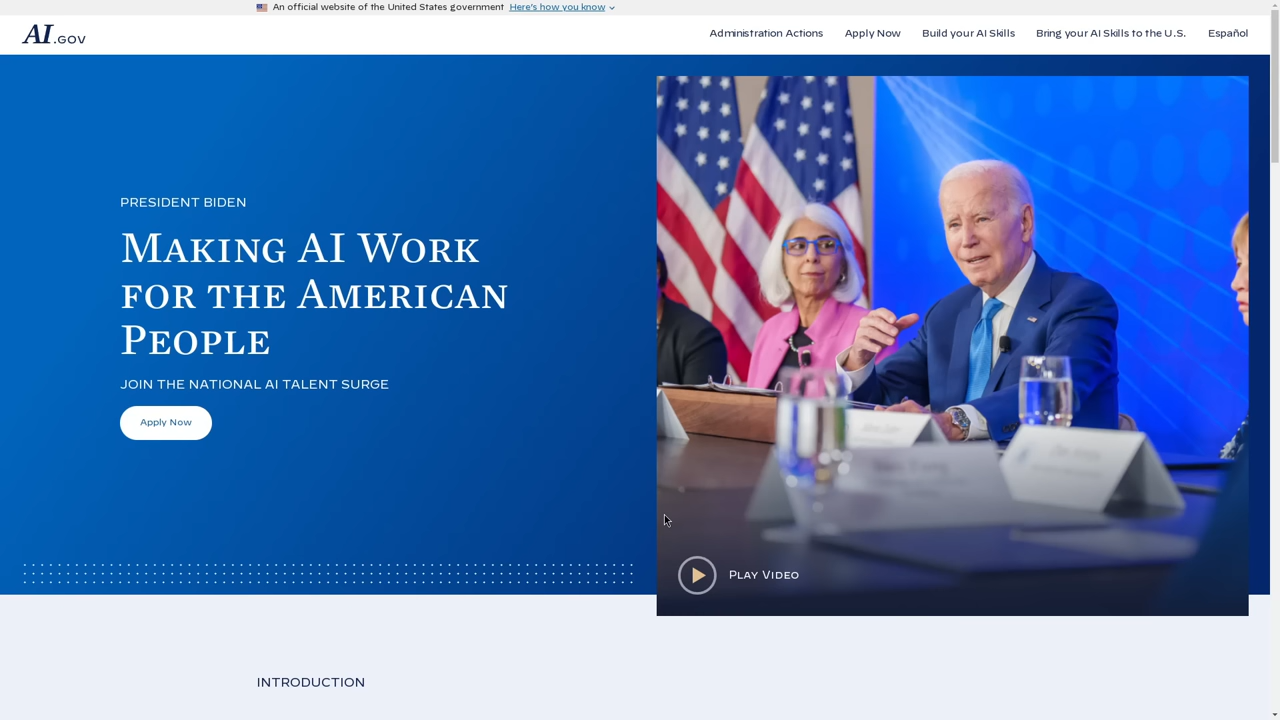 An official website of the United States government Here's how you know
AI.GOV
Administration Actions Apply Now Build your AI Skills Bring your AI Skills to the U.S. Español
PRESIDENT BIDEN
MAKING AI WORK
FOR THE AMERICAN
PEOPLE
JOIN THE NATIONAL AI TALENT SURGE
Apply Now
PLAY VIDEO
INTRODUCTION